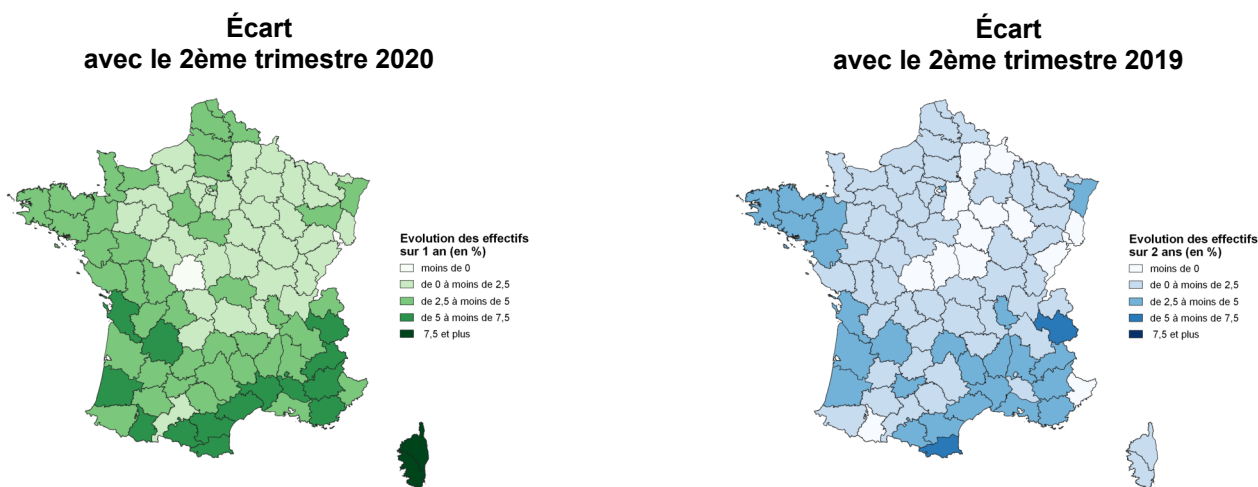 Écart
avec le 2ème trimestre 2020
Evolution des effectifs
sur 1 an (en %)
moins de 0
de 0 à moins de 2,5
de 2,5 à moins de 5
de 5 à moins de 7,5
7,5 et plus
Écart
avec le 2ème trimestre 2019
Evolution des effectifs
sur 2 ans (en %)
moins de 0
de 0 à moins de 2,5
de 2,5 à moins de 5
de 5 à moins de 7,5
7,5 et plus